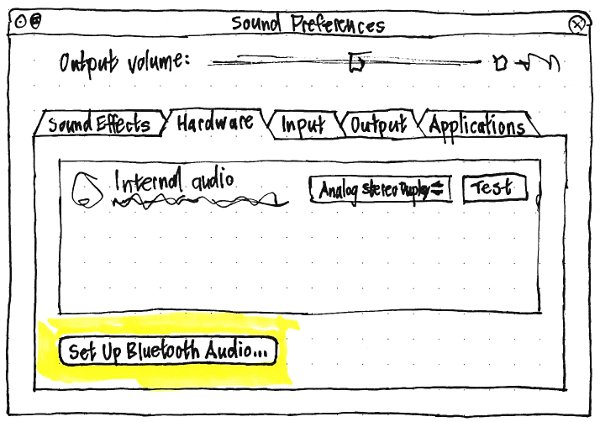 Sound Preferences
Output volume:
Sound Effects Hardware Input Output Applications
Internal audio Analog Stereo Duplex Test
Set Up Bluetooth Audio...